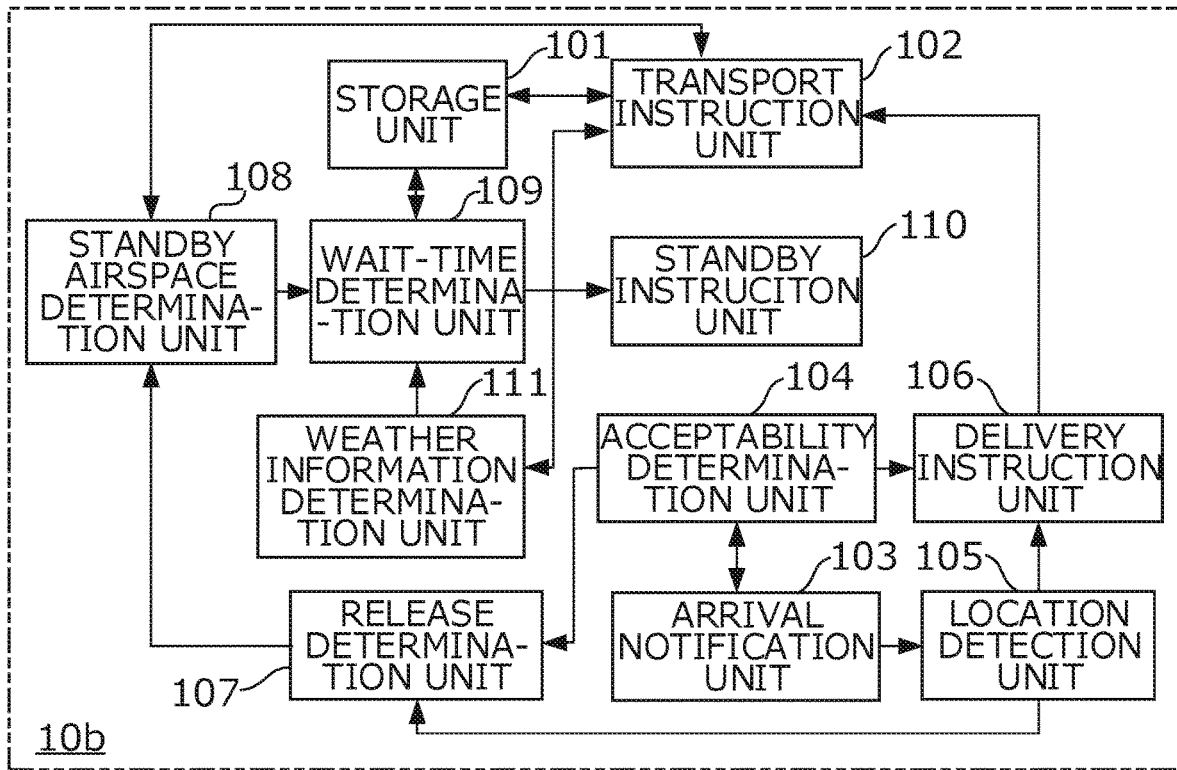 101
102
STORAGE
UNIT
TRANSPORT
INSTRUCTION
UNIT
108
109
110
STANDBY
AIRSPACE
DETERMINA-
TION UNIT
WAIT-TIME
DETERMINA
-TION UNIT
STANDBY
INSTRUCITON
UNIT
111
104
106
WEATHER
INFORMATION
DETERMINA-
TION UNIT
ACCEPTABILITY
DETERMINA-
TION UNIT
DELIVERY
INSTRUCTION
UNIT
103
105
RELEASE
DETERMINA-
TION UNIT
ARRIVAL
NOTIFICATION
UNIT
LOCATION
DETECTION
UNIT
107
10b